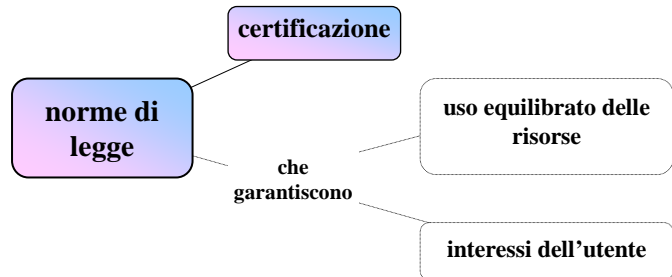 certificazione
norme di
legge
uso equilibrato delle
risorse
che
garantiscono
interessi dell’utente